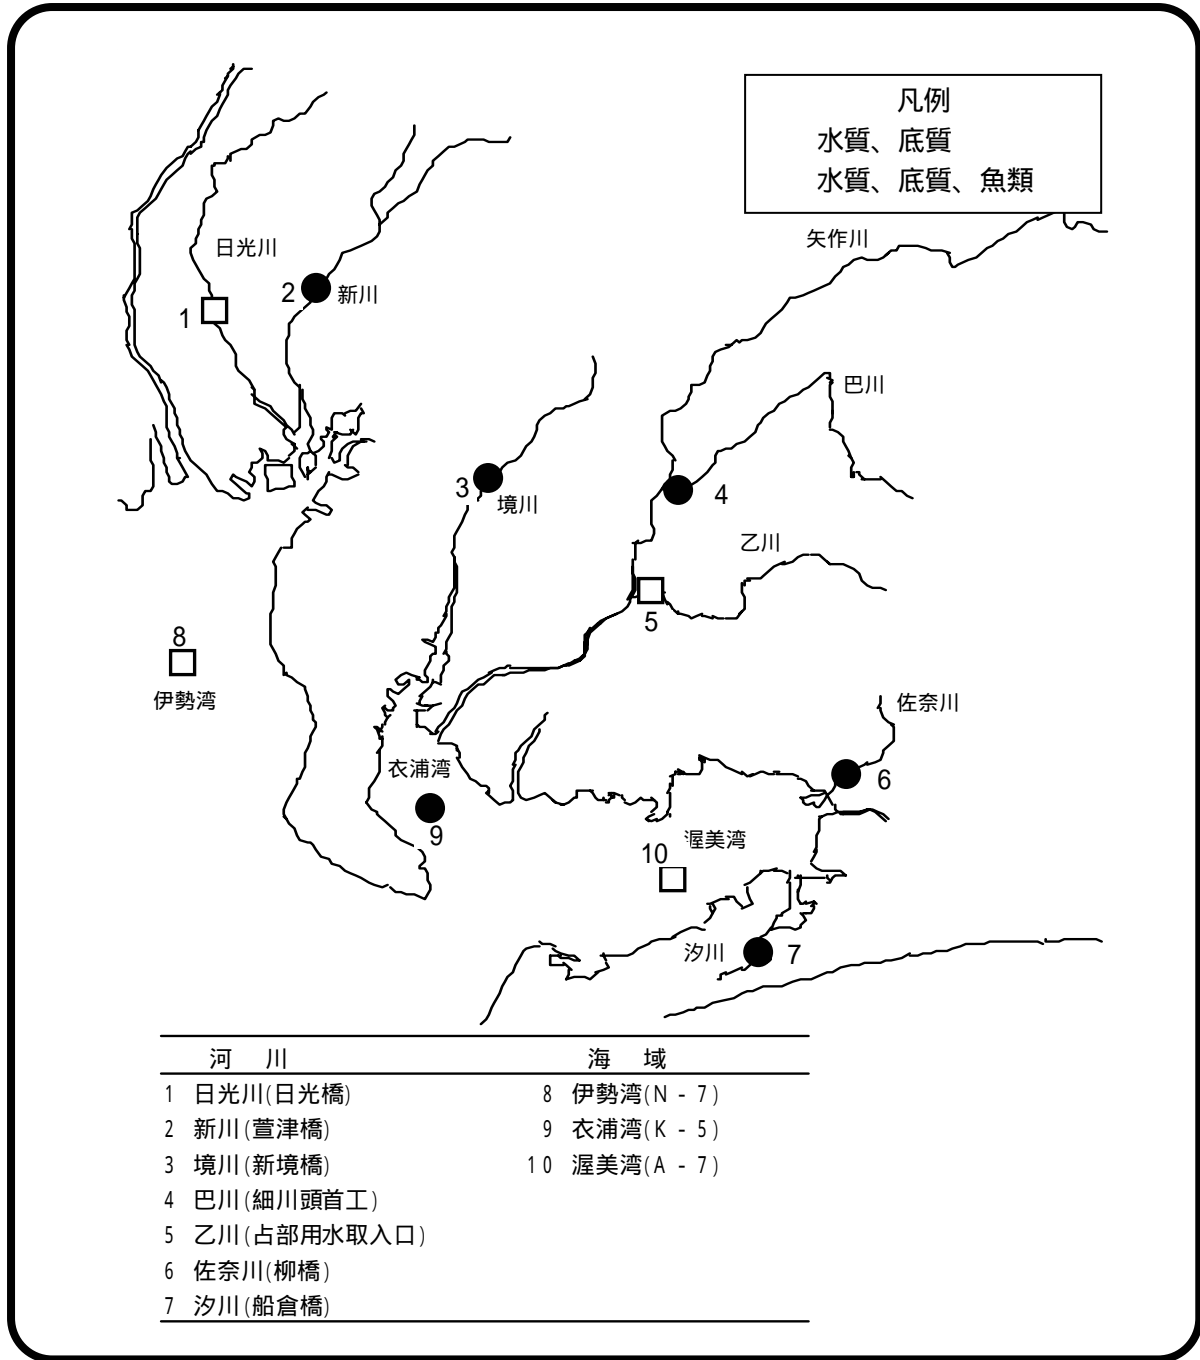 凡例
水質、底質
水質、底質、魚類
矢作川
日光川
2
新川
1
巴川
3
境川
4
乙川
5
8
伊勢湾
佐奈川
衣浦湾
6
9
渥美湾
10
汐川
7
河 川 海 域
1 日光川(日光橋) 8 伊勢湾(N - 7)
2 新川(萱津橋) 9 衣浦湾(K - 5)
3 境川(新境橋) 10 渥美湾(A - 7)
4 巴川(細川頭首工)
5 乙川(占部用水取入口)
6 佐奈川(柳橋)
7 汐川(船倉橋)